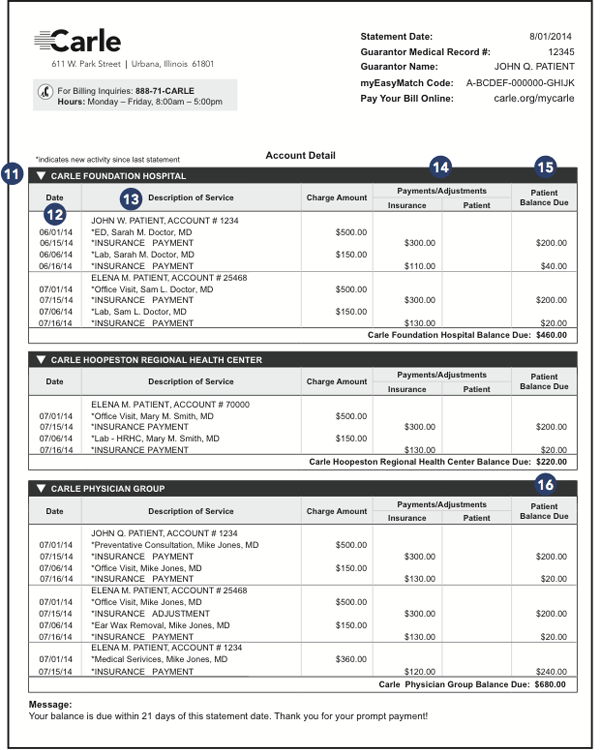 Carle
611 W. Park Street | Urbana, Illinois 61801
For Billing Inquiries: 888-71-CARLE
Hours: Monday – Friday, 8:00am – 5:00pm
Statement Date: 8/01/2014
Guarantor Medical Record #: 12345
Guarantor Name: JOHN Q. PATIENT
myEasyMatch Code: A-BCDEF-000000-GHIJK
Pay Your Bill Online: carle.org/mycarle
*indicates new activity since last statement
Account Detail
14
15
11
CARLE FOUNDATION HOSPITAL
Date 13 Description of Service Charge Amount Payments/Adjustments Insurance Patient Patient Balance Due
12
JOHN W. PATIENT, ACCOUNT # 1234
06/01/14 *ED, Sarah M. Doctor, MD $500.00
06/15/14 *INSURANCE PAYMENT $300.00 $200.00
06/06/14 *Lab, Sarah M. Doctor, MD $150.00
06/16/14 *INSURANCE PAYMENT $110.00 $40.00
ELENA M. PATIENT, ACCOUNT # 25468
07/01/14 *Office Visit, Sam L. Doctor, MD $500.00
07/15/14 *INSURANCE PAYMENT $300.00 $200.00
07/06/14 *Lab, Sam L. Doctor, MD $150.00
07/16/14 *INSURANCE PAYMENT $130.00 $20.00
Carle Foundation Hospital Balance Due: $460.00
CARLE HOOPESTON REGIONAL HEALTH CENTER
Date Description of Service Charge Amount Payments/Adjustments Insurance Patient Patient Balance Due
ELENA M. PATIENT, ACCOUNT # 70000
07/01/14 *Office Visit, Mary M. Smith, MD $500.00
07/15/14 *INSURANCE PAYMENT $300.00 $200.00
07/06/14 *Lab - HRHC, Mary M. Smith, MD $150.00
07/16/14 *INSURANCE PAYMENT $130.00 $20.00
Carle Hoopeston Regional Health Center Balance Due: $220.00
16
CARLE PHYSICIAN GROUP
Date Description of Service Charge Amount Payments/Adjustments Insurance Patient Patient Balance Due
JOHN Q. PATIENT, ACCOUNT # 1234
07/01/14 *Preventative Consultation, Mike Jones, MD $500.00
07/15/14 *INSURANCE PAYMENT $300.00 $200.00
07/06/14 *Office Visit, Mike Jones, MD $150.00
07/16/14 *INSURANCE PAYMENT $130.00 $20.00
ELENA M. PATIENT, ACCOUNT # 25468
07/01/14 *Office Visit, Mike Jones, MD $500.00
07/15/14 *INSURANCE ADJUSTMENT $300.00 $200.00
07/06/14 *Ear Wax Removal, Mike Jones, MD $150.00
07/16/14 *INSURANCE PAYMENT $130.00 $20.00
ELENA M. PATIENT, ACCOUNT # 1234
07/01/14 *Medical Serivices, Mike Jones, MD $360.00
07/15/14 *INSURANCE PAYMENT $120.00 $240.00
Carle Physician Group Balance Due: $680.00
Message:
Your balance is due within 21 days of this statement date. Thank you for your prompt payment!